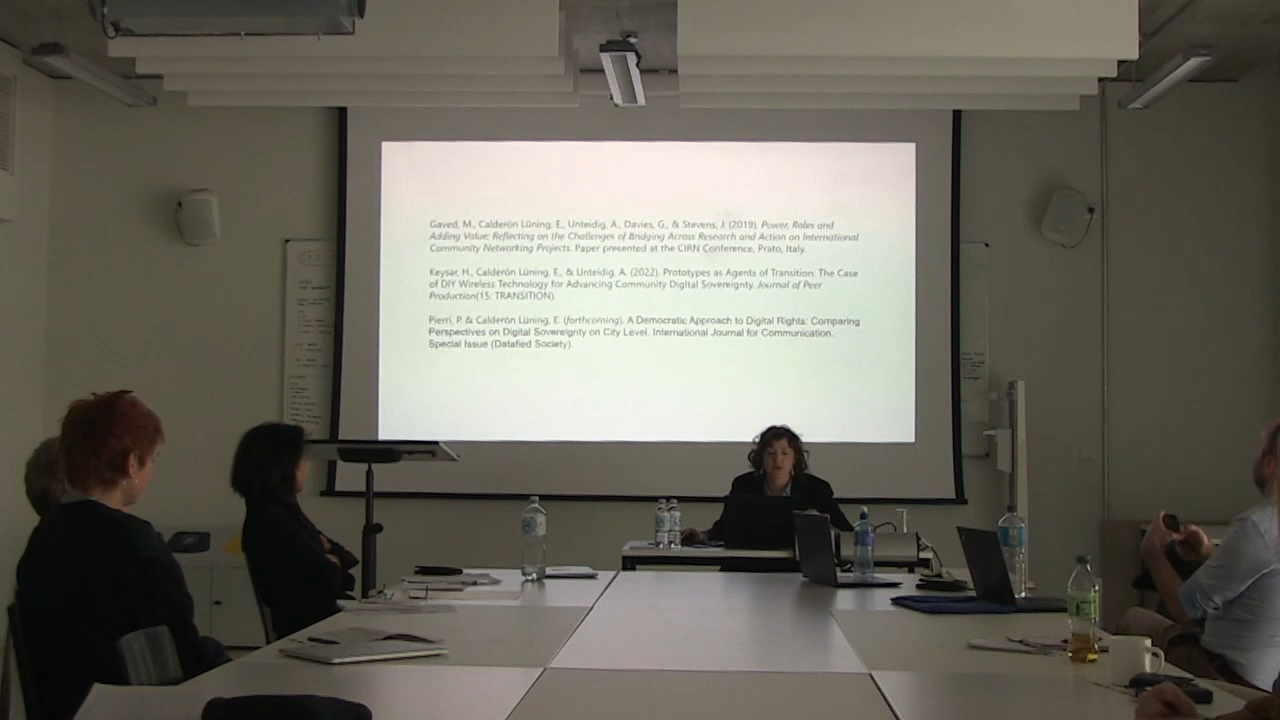 Gaved, M., Calderón Lüning, E., Unteidig, A., Davies, G., & Stevens, J. (2019). Power, Roles and
Adding Value: Reflecting on the Challenges of Bridging Across Research and Action on International
Community Networking Projects. Paper presented at the CIRN Conference, Prato, Italy.
Keysar, H., Calderón Lüning, E., & Unteidig, A. (2022). Prototypes as Agents of Transition: The Case
of DIY Wireless Technology for Advancing Community Digital Sovereignty. Journal of Peer
Production(15: TRANSITION).
Pierri, P. & Calderón Lüning, E. (forthcoming). A Democratic Approach to Digital Rights: Comparing
Perspectives on Digital Sovereignty on City Level. International Journal for Communication.
Special Issue (Datafied Society).